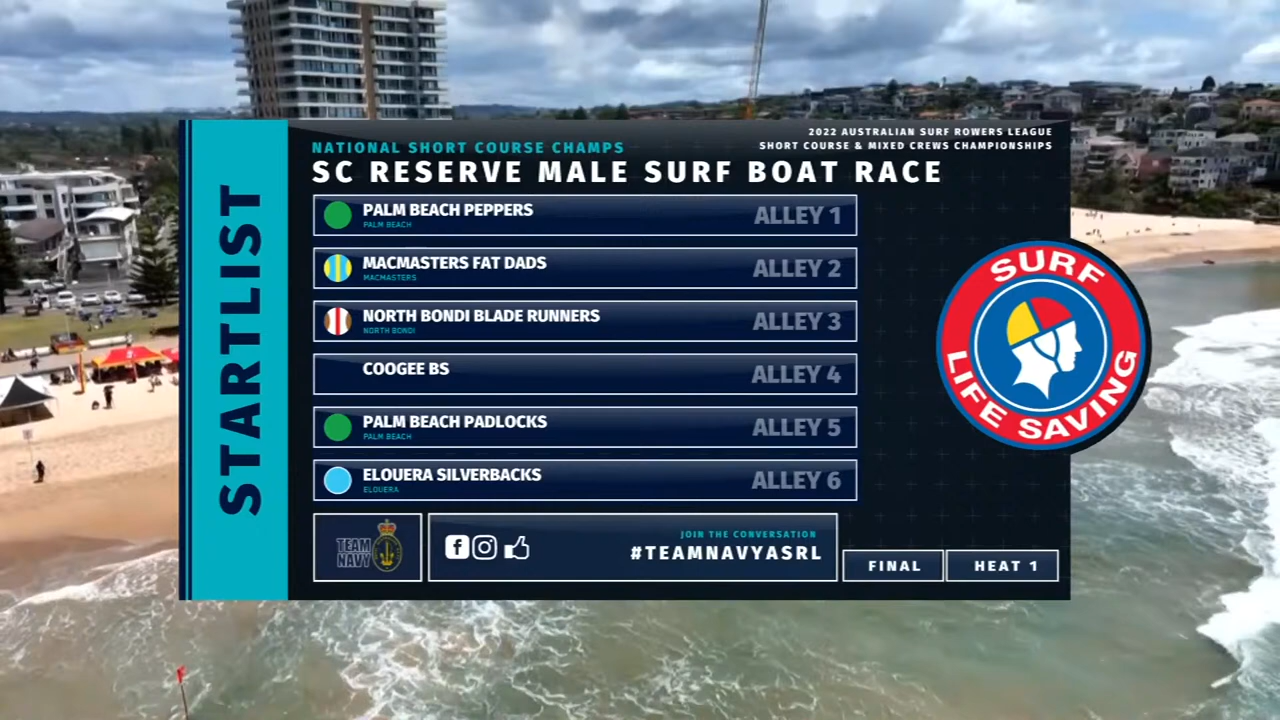 2022 AUSTRALIAN SURF ROWERS LEAGUE
SHORT COURSE & MIXED CREWS CHAMPIONSHIPS
NATIONAL SHORT COURSE CHAMPS
SC RESERVE MALE SURF BOAT RACE
STARTLIST
PALM BEACH PEPPERS
PALM BEACH
ALLEY 1
MACMASTERS FAT DADS
MACMASTERS
ALLEY 2
NORTH BONDI BLADE RUNNERS
NORTH BONDI
ALLEY 3
COOGEE BS
ALLEY 4
PALM BEACH PADLOCKS
PALM BEACH
ALLEY 5
ELOUERA SILVERBACKS
ELOUERA
ALLEY 6
SURF
LIFE SAVING
TEAM
NAVY
JOIN THE CONVERSATION
#TEAMNAVYASRL
FINAL
HEAT 1